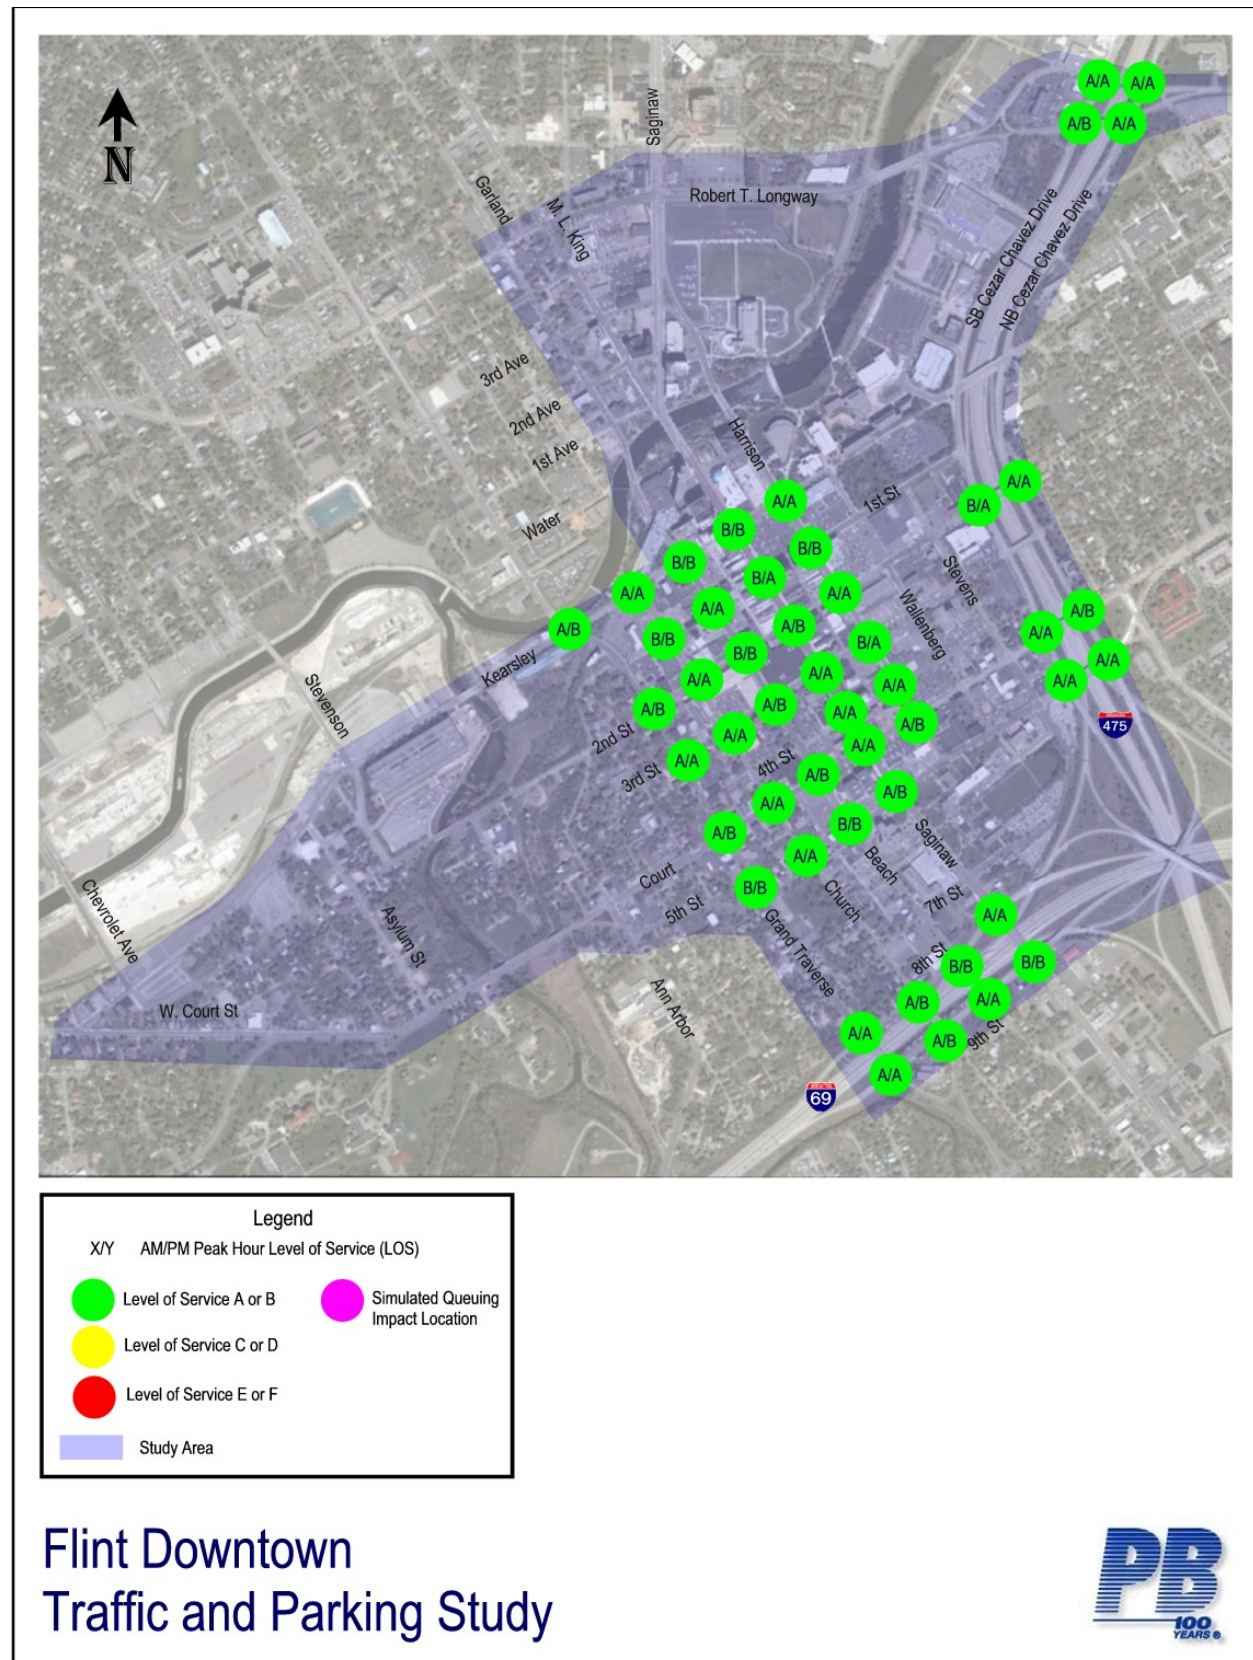 A/A
A/A
A/B
A/A
N
Saginaw
Garland
M. L. King
Robert T. Longway
SB Cezar Chavez Drive
NB Cezar Chavez Drive
3rd Ave
2nd Ave
1st Ave
Water
Harrison
1st St
A/A
B/A
A/A
B/B
B/B
B/B
B/A
A/A
A/A
A/A
A/B
B/B
A/B
B/A
B/B
A/A
A/A
A/A
A/B
A/B
A/A
A/B
A/A
A/A
A/A
Stevens
Wallenberg
A/B
A/A
A/A
A/A
475
Kearsley
Stevenson
2nd St
3rd St
4th St
A/B
A/A
A/B
A/B
B/B
A/A
B/B
Saginaw
Beach
Church
Court
5th St
7th St
Grand Traverse
Chevrolet Ave
Asylum St
W. Court St
Ann Arbor
8th St
9th St
A/A
B/B
B/B
A/B
A/A
A/A
A/B
A/A
69
Legend
X/Y AM/PM Peak Hour Level of Service (LOS)
Level of Service A or B
Simulated Queuing
Impact Location
Level of Service C or D
Level of Service E or F
Study Area
Flint Downtown
Traffic and Parking Study
PB
100
YEARS ®